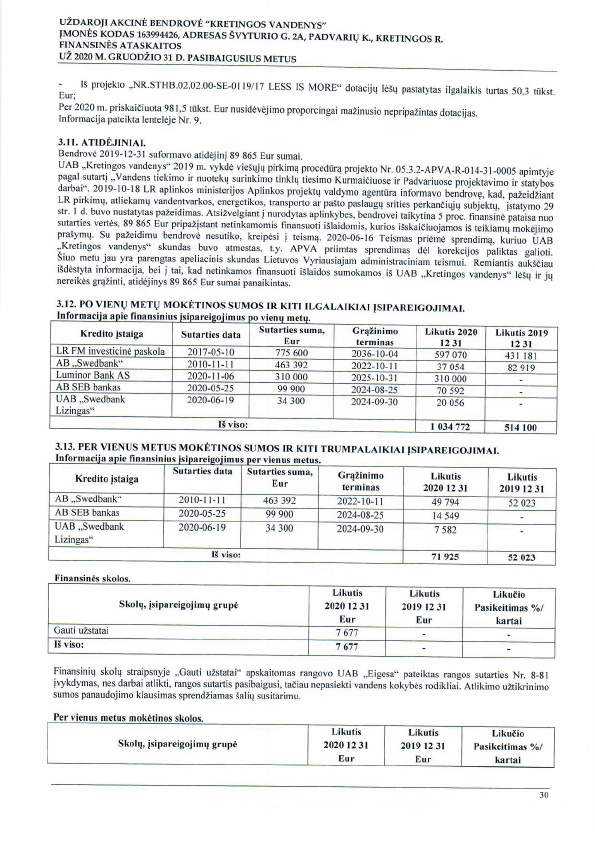 UŽDAROJI AKCINĖ BENDROVĖ "KRETINGOS VANDENYS"
ĮMONĖS KODAS 163994426, ADRESAS ŠVYTURIO G. 2A, PADVARIŲ K., KRETINGOS R.
FINANSINĖS ATASKAITOS
UŽ 2020 M. GRUODŽIO 31 D. PASIBAIGUSIUS METUS
- Iš projekto „NR.STHB.02.02.00-SE-0119/17 LESS IS MORE“ dotacijų lėšų pastatytas ilgalaikis turtas 50,3 tūkst.
Eur;
Per 2020 m. priskaičiuota 981,5 tūkst. Eur nusidėvėjimo proporcingai mažinusio nepripažintas dotacijas.
Informacija pateikta lentelėje Nr. 9.
3.11. ATIDĖJINIAI.
Bendrovė 2019-12-31 suformavo atidėjinį 89 865 Eur sumai.
UAB „Kretingos vandenys“ 2019 m. vykdė viešųjų pirkimą procedūrą projekto Nr. 05.3.2-APVA-R-014-31-0005 apimtyje
pagal sutartį „Vandens tiekimo ir nuotekų surinkimo tinklų tiesimo Kurmaičiuose ir Padvariuose projektavimo ir statybos
darbai“. 2019-10-18 LR aplinkos ministerijos Aplinkos projektų valdymo agentūra informavo bendrovę, kad, pažeidžiant
LR pirkimų, atliekamų vandentvarkos, energetikos, transporto ar pašto paslaugų srities perkančiųjų subjektų, įstatymo 29
str. 1 d. buvo nustatytas pažeidimas. Atsižvelgiant į nurodytas aplinkybes, bendrovei taikytina 5 proc. finansinė pataisa nuo
sutarties vertės, 89 865 Eur pripažįstant netinkamomis finansuoti išlaidomis, kurios išskaičiuojamos iš teikiamų mokėjimo
prašymų. Su pažeidimu bendrovė nesutiko, kreipėsi į teismą. 2020-06-16 Teismas priėmė sprendimą, kuriuo UAB
„Kretingos vandenys“ skundas buvo atmestas, t.y. APVA priimtas sprendimas dėl korekcijos paliktas galioti.
Šiuo metu jau yra parengtas apeliacinis skundas Lietuvos Vyriausiajam administraciniam teismui. Remiantis aukščiau
išdėstyta informacija, bei į tai, kad netinkamos finansuoti išlaidos sumokamos iš UAB „Kretingos vandenys“ lėšų ir jų
nereikės grąžinti, atidėjinys 89 865 Eur sumai panaikintas.
3.12. PO VIENŲ METŲ MOKĖTINOS SUMOS IR KITI ILGALAIKIAI ĮSIPAREIGOJIMAI.
Informacija apie finansinius įsipareigojimus po vienų metų.
Kredito įstaiga Sutarties data Sutarties suma, Eur Grąžinimo terminas Likutis 2020 12 31 Likutis 2019 12 31
LR FM investicinė paskola 2017-05-10 775 600 2036-10-04 597 070 431 181
AB „Swedbank“ 2010-11-11 463 392 2022-10-11 37 054 82 919
Luminor Bank AS 2020-11-06 310 000 2025-10-31 310 000 -
AB SEB bankas 2020-05-25 99 900 2024-08-25 70 592 -
UAB „Swedbank Lizingas“ 2020-06-19 34 300 2024-09-30 20 056 -
Iš viso: 1 034 772 514 100
3.13. PER VIENUS METUS MOKĖTINOS SUMOS IR KITI TRUMPALAIKIAI ĮSIPAREIGOJIMAI.
Informacija apie finansinius įsipareigojimus per vienus metus.
Kredito įstaiga Sutarties data Sutarties suma, Eur Grąžinimo terminas Likutis 2020 12 31 Likutis 2019 12 31
AB „Swedbank“ 2010-11-11 463 392 2022-10-11 49 794 52 023
AB SEB bankas 2020-05-25 99 900 2024-08-25 14 549 -
UAB „Swedbank Lizingas“ 2020-06-19 34 300 2024-09-30 7 582 -
Iš viso: 71 925 52 023
Finansinės skolos.
Skolų, įsipareigojimų grupė Likutis 2020 12 31 Eur Likutis 2019 12 31 Eur Likučio Pasikeitimas %/ kartai
Gauti užstatai 7 677 - -
Iš viso: 7 677 - -
Finansinių skolų straipsnyje „Gauti užstatai“ apskaitomas rangovo UAB „Eigesa“ pateiktas rangos sutarties Nr. 8-81
įvykdymas, nes darbai atlikti, rangos sutartis pasibaigusi, tačiau nepasiekti vandens kokybės rodikliai. Atlikimo užtikrinimo
sumos panaudojimo klausimas sprendžiamas šalių susitarimu.
Per vienus metus mokėtinos skolos.
Skolų, įsipareigojimų grupė Likutis 2020 12 31 Eur Likutis 2019 12 31 Eur Likučio Pasikeitimas %/ kartai
30